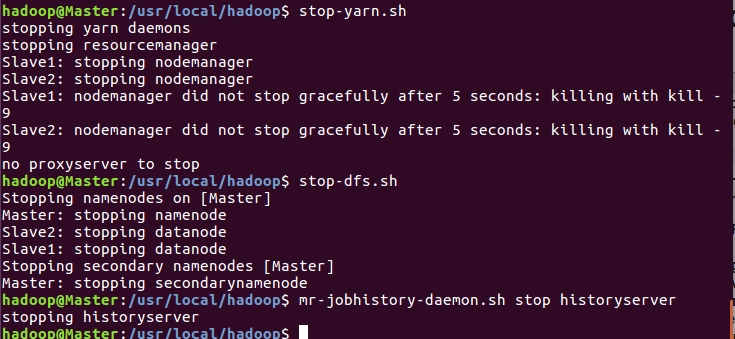 hadoop@Master:/usr/local/hadoop$ stop-yarn.sh
stopping yarn daemons
stopping resourcemanager
Slave1: stopping nodemanager
Slave2: stopping nodemanager
Slave1: nodemanager did not stop gracefully after 5 seconds: killing with kill -
9
Slave2: nodemanager did not stop gracefully after 5 seconds: killing with kill -
9
no proxyserver to stop
hadoop@Master:/usr/local/hadoop$ stop-dfs.sh
Stopping namenodes on [Master]
Master: stopping namenode
Slave2: stopping datanode
Slave1: stopping datanode
Stopping secondary namenodes [Master]
Master: stopping secondarynamenode
hadoop@Master:/usr/local/hadoop$ mr-jobhistory-daemon.sh stop historyserver
stopping historyserver
hadoop@Master:/usr/local/hadoop$